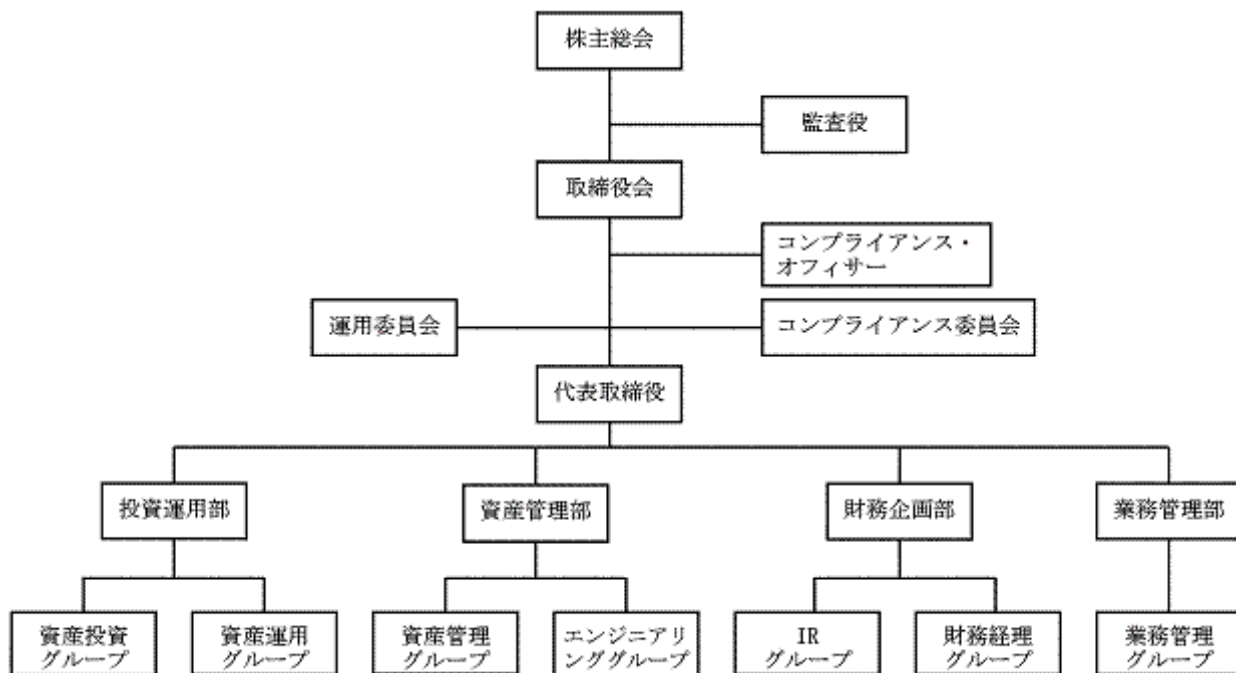 株主総会
監査役
取締役会
コンプライアンス・
オフィサー
運用委員会
コンプライアンス委員会
代表取締役
投資運用部
資産管理部
財務企画部
業務管理部
資産投資
グループ
資産運用
グループ
資産管理
グループ
エンジニアリ
ンググループ
IR
グループ
財務経理
グループ
業務管理
グループ